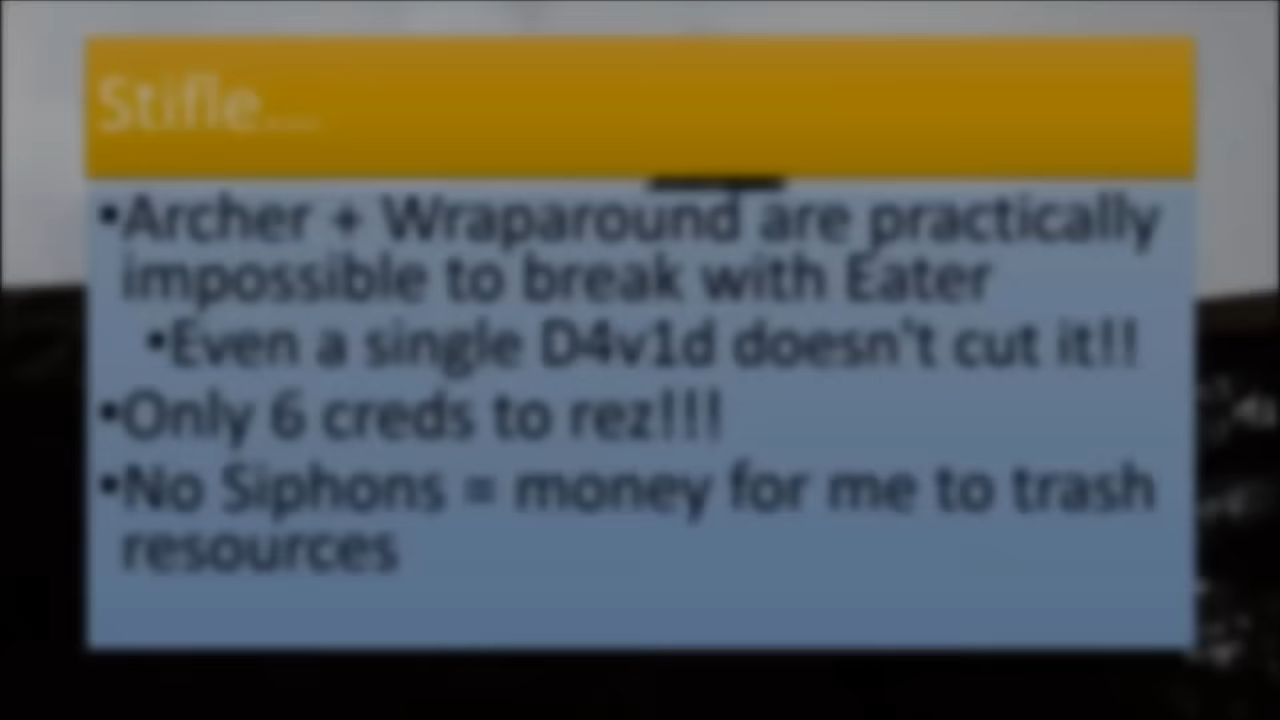 Stifle...
•Archer + Wraparound are practically
impossible to break with Eater
•Even a single D4v1d doesn't cut it!!
•Only 6 creds to rez!!!
•No Siphons = money for me to trash
resources